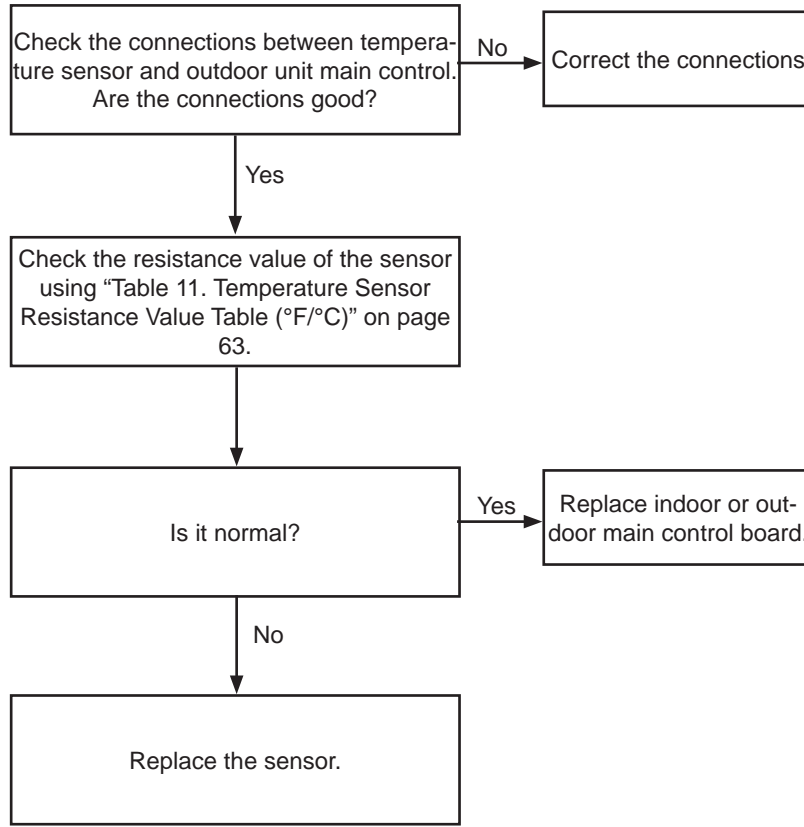 Check the connections between tempera-
ture sensor and outdoor unit main control.
Are the connections good?
No
Correct the connections
Yes
Check the resistance value of the sensor
using “Table 11. Temperature Sensor
Resistance Value Table (°F/°C)” on page
63.
Is it normal?
Yes
Replace indoor or out-
door main control board.
No
Replace the sensor.